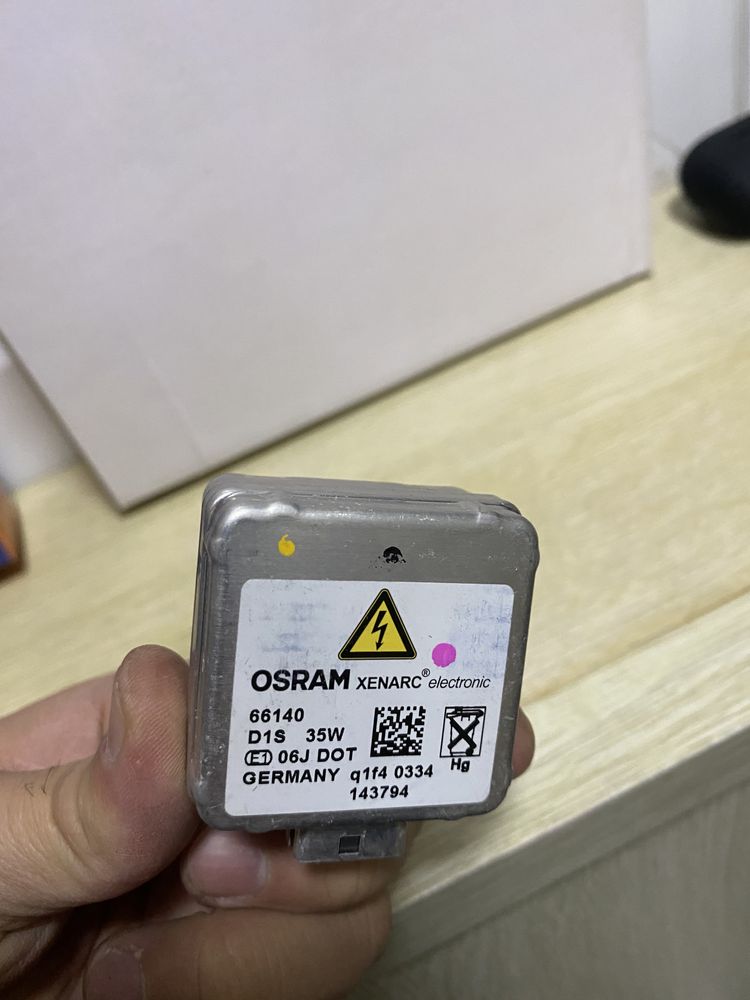 OSRAM XENARC® electronic
66140
D1S 35W
E1 06J DOT
GERMANY q1f4 0334
143794
Hg